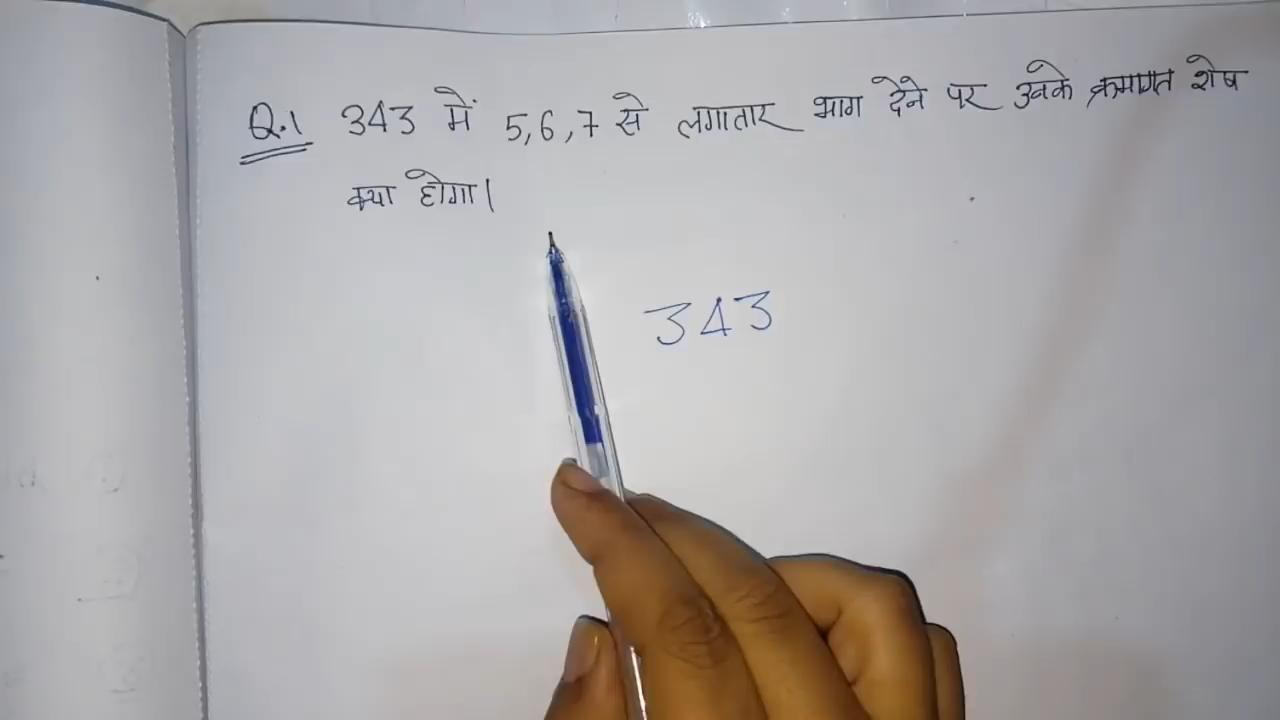 Q.1 343 में 5,6,7 से लगातार भाग देने पर उनके क्रमागत शेष
क्या होगा।
343